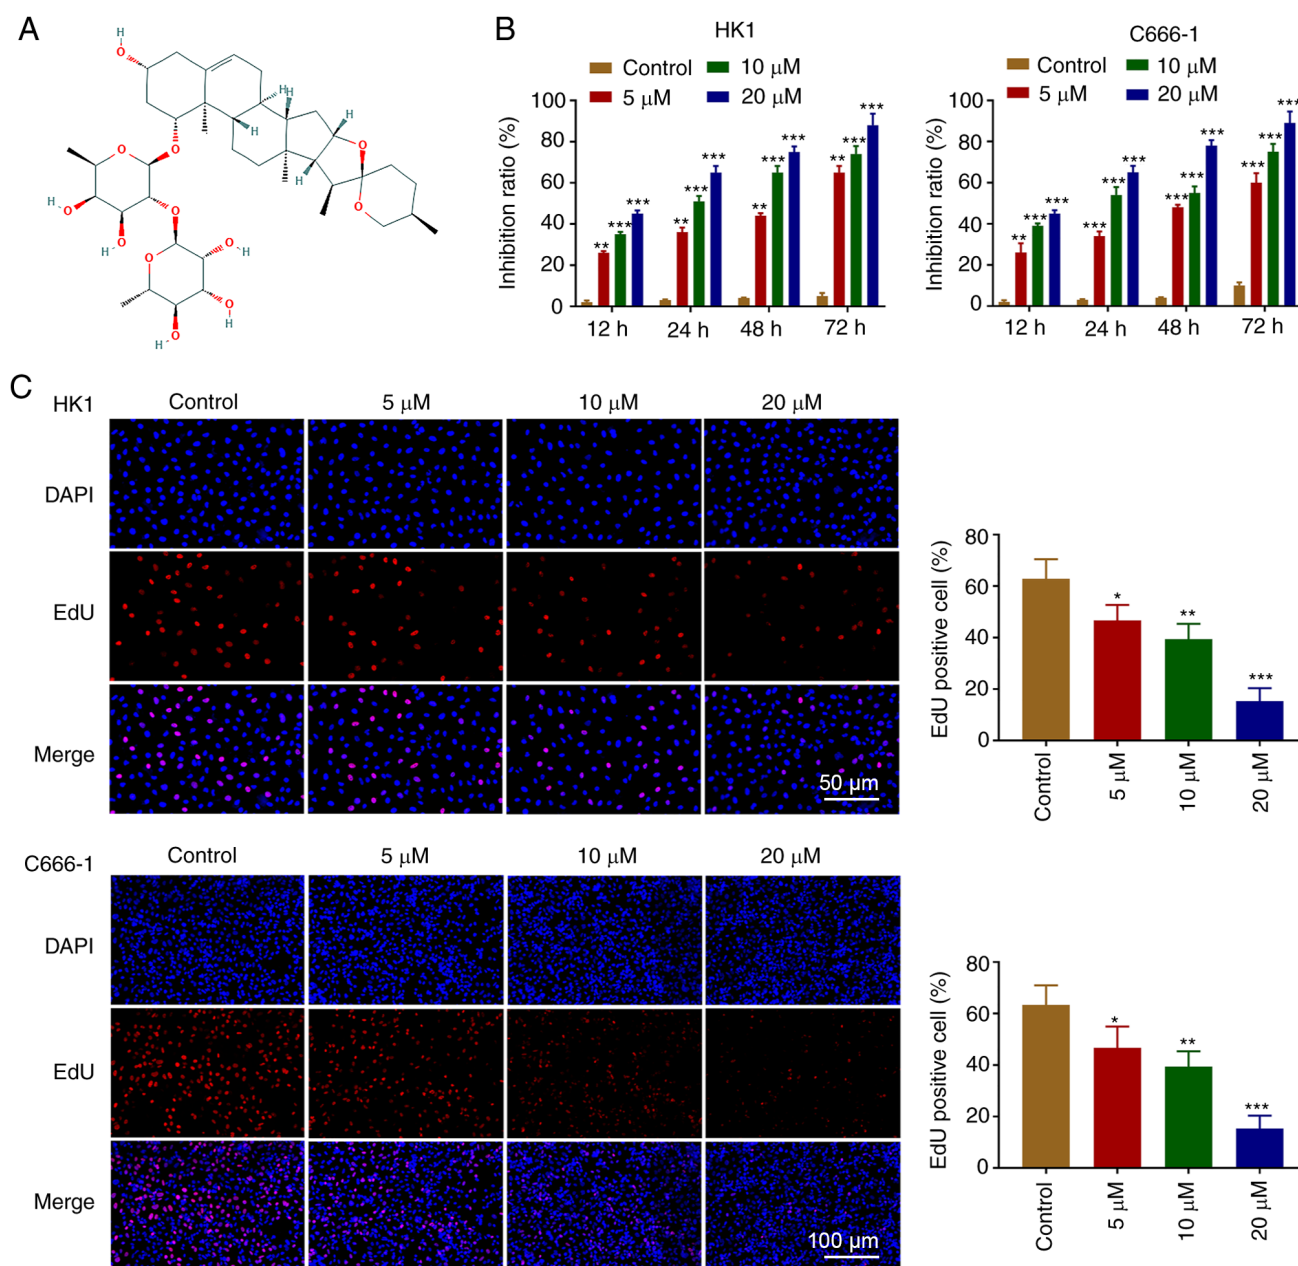 A
H
O
H
H
H
H
H
O
O
O
O
O
O
H
O
H
O
O
H
O
H
O
H
O
H
O
B
HK1
Control
10 μM
5 μM
20 μM
Inhibition ratio (%)
100
80
60
40
20
0
** *** ***
** *** ***
** *** ***
** *** ***
12 h
24 h
48 h
72 h
C666-1
Control
10 μM
5 μM
20 μM
Inhibition ratio (%)
100
80
60
40
20
0
** *** ***
*** *** ***
*** *** ***
*** *** ***
12 h
24 h
48 h
72 h
C
HK1
Control
5 μM
10 μM
20 μM
DAPI
EdU
Merge
50 μm
EdU positive cell (%)
80
60
40
20
0
*
**
***
Control
5 μM
10 μM
20 μM
C666-1
Control
5 μM
10 μM
20 μM
DAPI
EdU
Merge
100 μm
EdU positive cell (%)
80
60
40
20
0
*
**
***
Control
5 μM
10 μM
20 μM